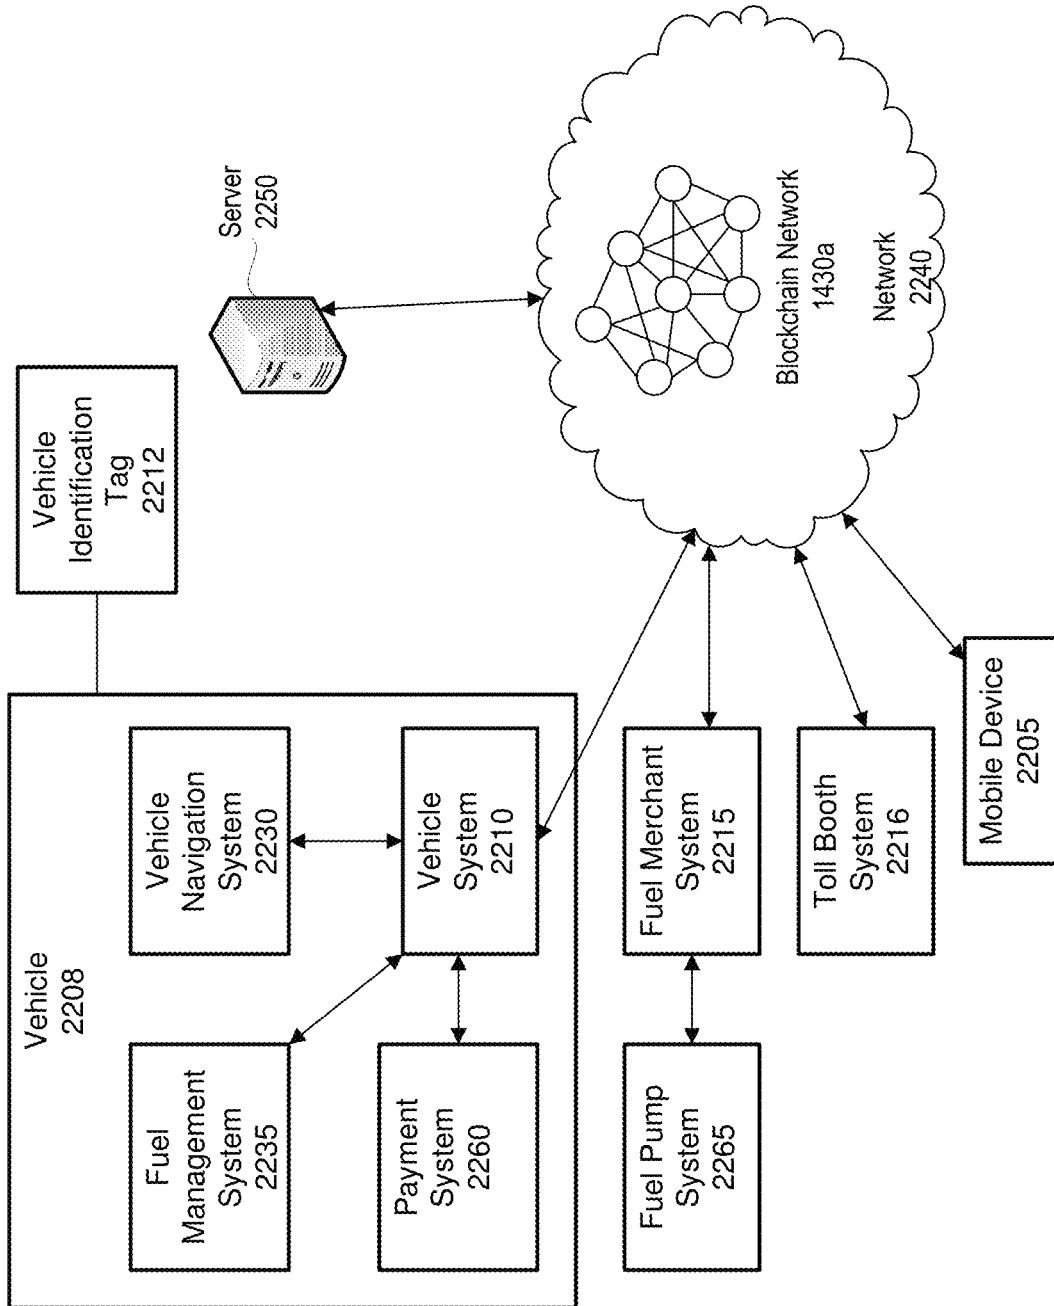 Vehicle
2208
Fuel
Management
System
2235
Vehicle
Navigation
System
2230
Payment
System
2260
Vehicle
System
2210
Vehicle
Identification
Tag
2212
Server
2250
Fuel Pump
System
2265
Fuel Merchant
System
2215
Toll Booth
System
2216
Mobile Device
2205
Blockchain Network
1430a
Network
2240